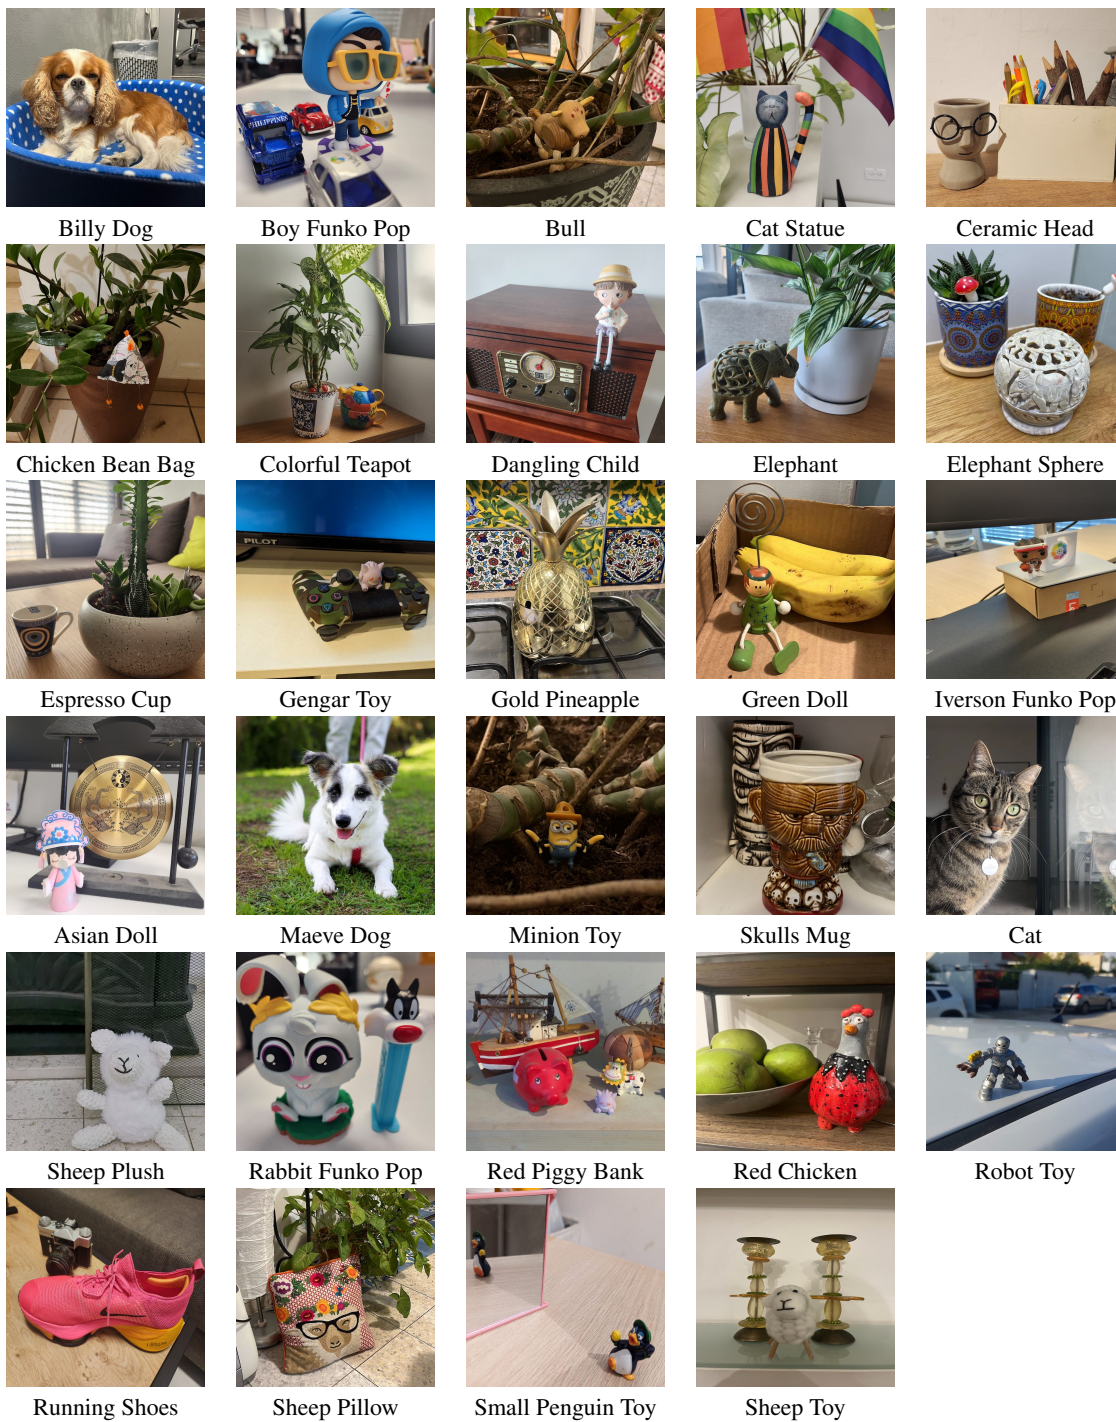 PHILIPPINES
Billy Dog
Boy Funko Pop
Bull
Cat Statue
Ceramic Head
Chicken Bean Bag
Colorful Teapot
Dangling Child
Elephant
Elephant Sphere
PILOT
Espresso Cup
Gengar Toy
Gold Pineapple
Green Doll
Iverson Funko Pop
Asian Doll
Maeve Dog
Minion Toy
Skulls Mug
Cat
Sheep Plush
Rabbit Funko Pop
Red Piggy Bank
Red Chicken
Robot Toy
Running Shoes
Sheep Pillow
Small Penguin Toy
Sheep Toy